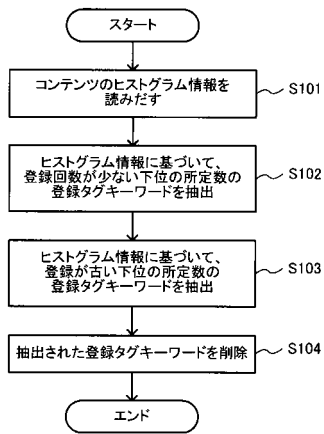 スタート
コンテンツのヒストグラム情報を
読みだす
S101
ヒストグラム情報に基づいて、
登録回数が少ない下位の所定数の
登録タグキーワードを抽出
S102
ヒストグラム情報に基づいて、
登録が古い下位の所定数の
登録タグキーワードを抽出
S103
抽出された登録タグキーワードを削除
S104
エンド